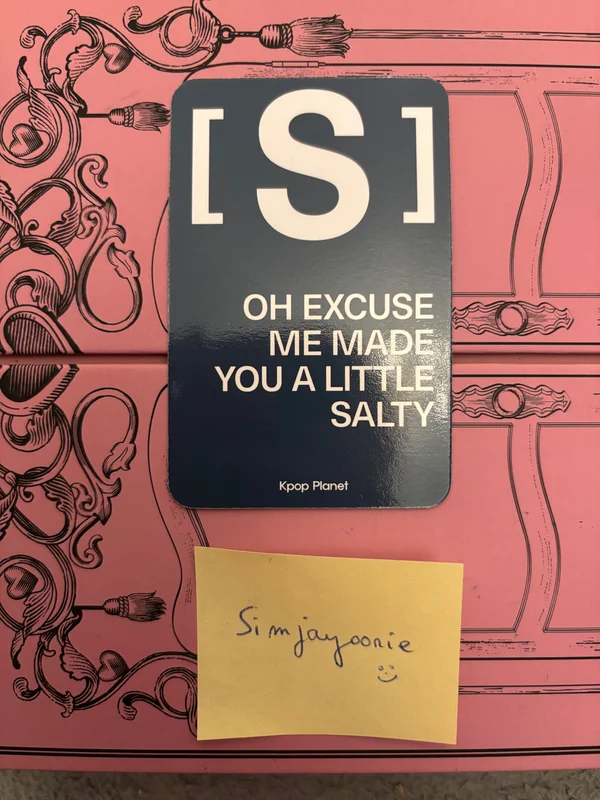 [S]
OH EXCUSE
ME MADE
YOU A LITTLE
SALTY
Kpop Planet
Simjayoonie